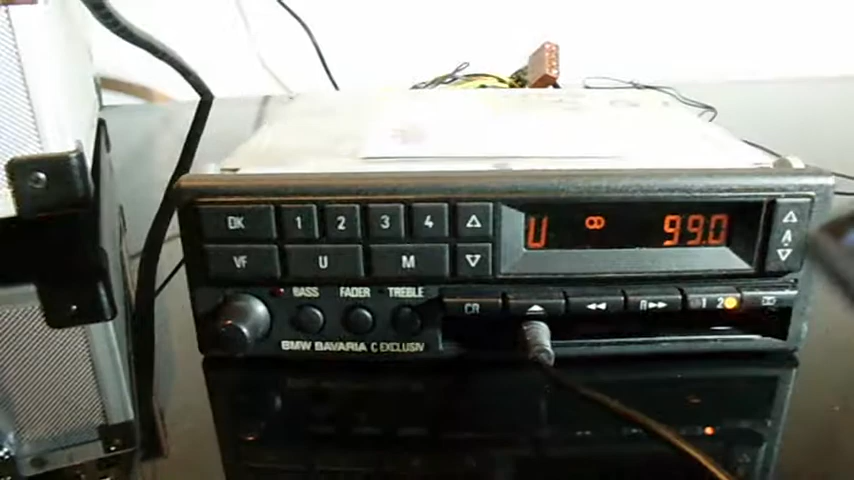 DK 1 2 3 4
U 99.0
A
VF U M
BASS FADER TREBLE
CR 1 2
BMW BAVARIA C EXCLUSIV